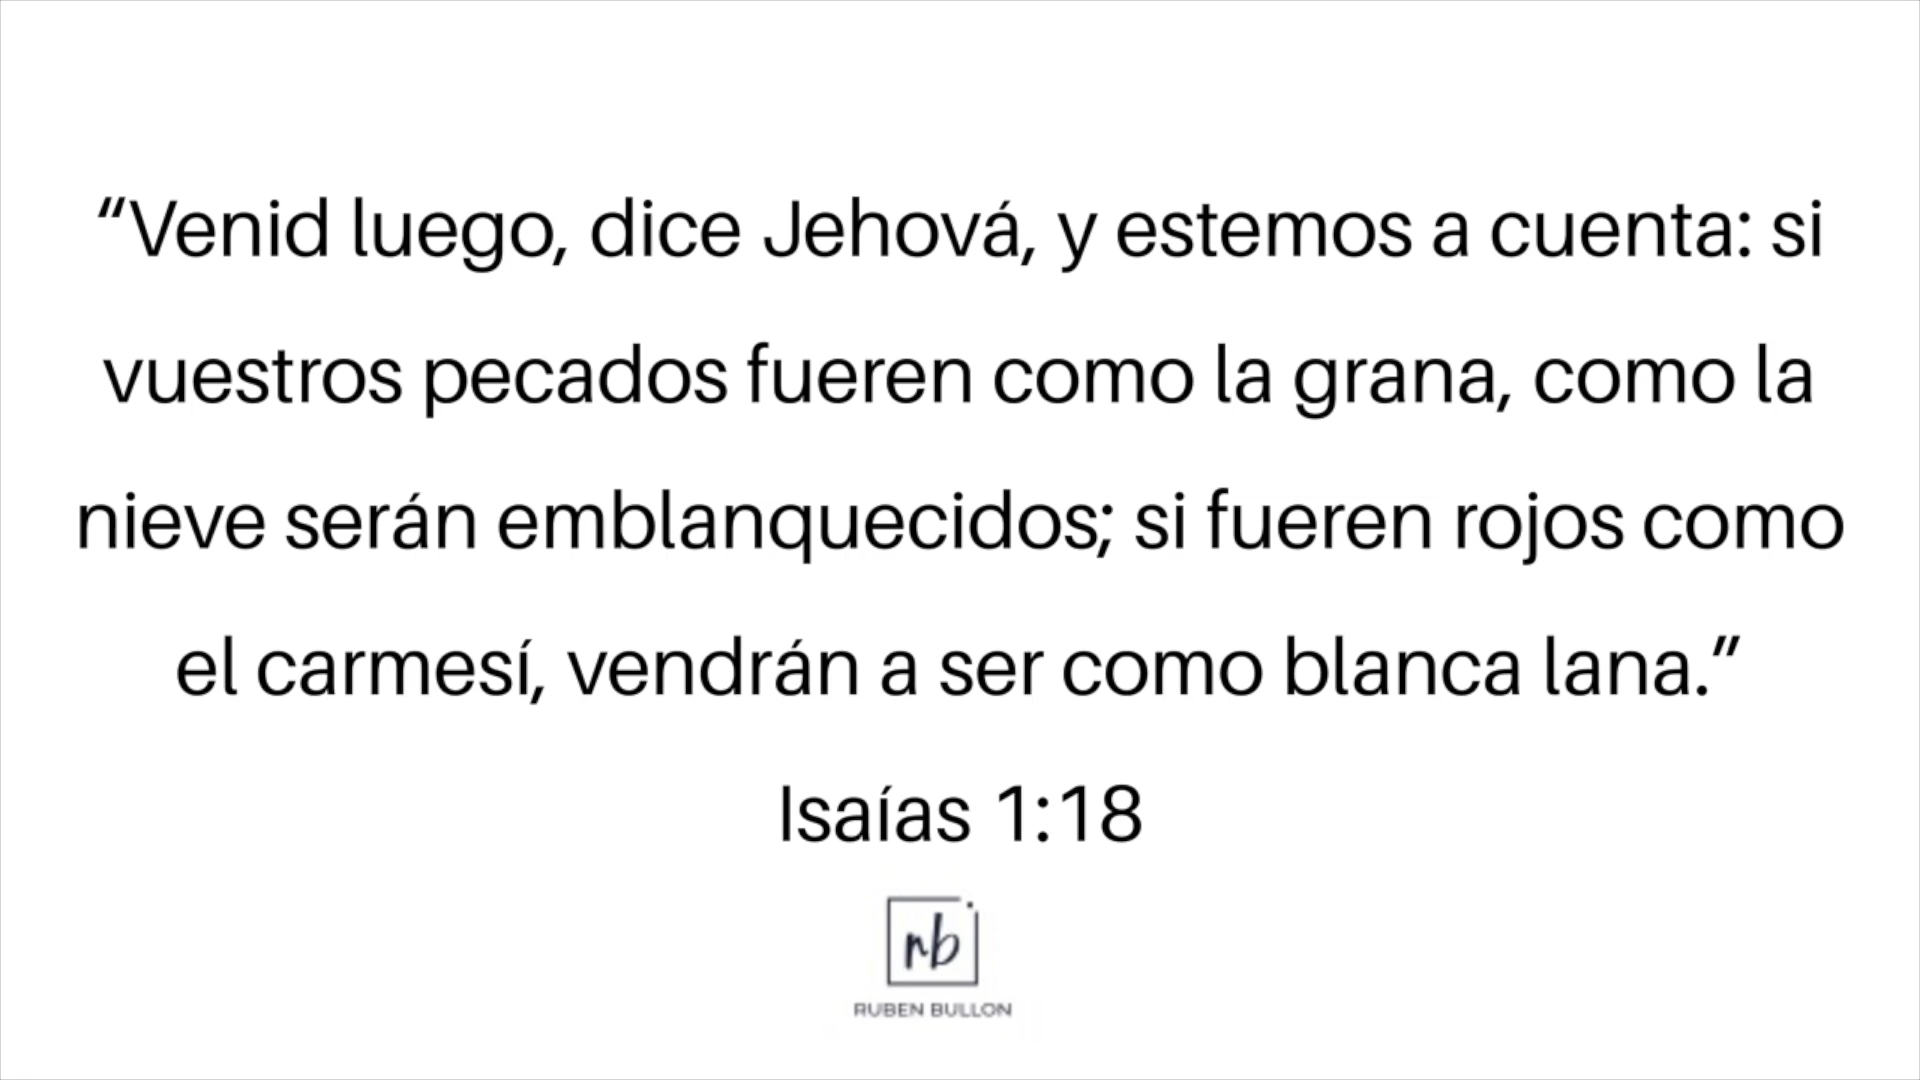 “Venid luego, dice Jehová, y estemos a cuenta: si
vuestros pecados fueren como la grana, como la
nieve serán emblanquecidos; si fueren rojos como
el carmesí, vendrán a ser como blanca lana.”
Isaías 1:18
rb
RUBEN BULLON